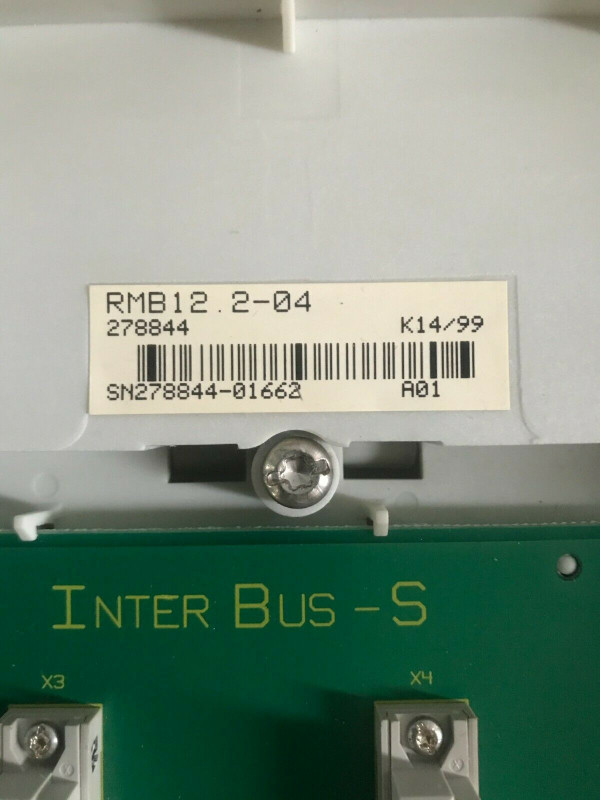 RMB12.2-04
278844 K14/99
SN278844-01662 A01
INTER BUS-S
X3 X4